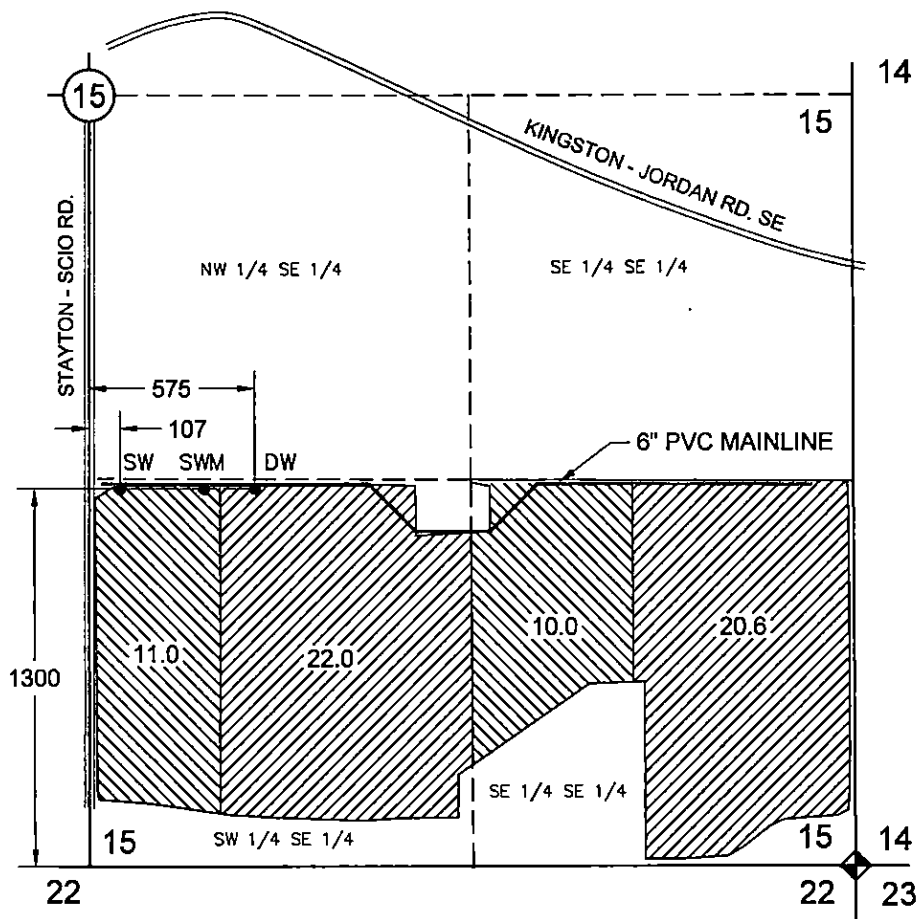 14
15
15
KINGSTON - JORDAN RD. SE
STAYTON - SCIO RD.
NW 1/4 SE 1/4
SE 1/4 SE 1/4
575
107
6" PVC MAINLINE
SW
SWM
DW
11.0
22.0
10.0
20.6
1300
SE 1/4 SE 1/4
15
SW 1/4 SE 1/4
15
14
22
22
23